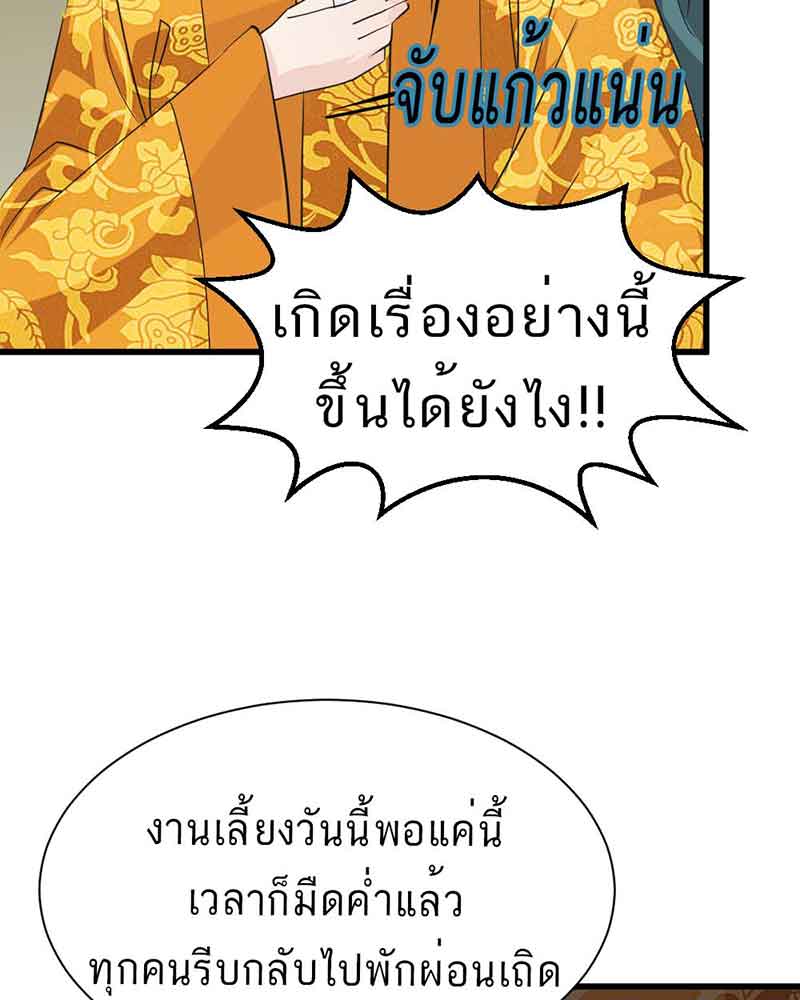 จับแก้วแน่น
เกิดเรื่องอย่างนี้
ขึ้นได้ยังไง!!
งานเลี้ยงวันนี้พอแค่นี้
เวลาก็มืดค่ำแล้ว
ทุกคนรีบกลับไปพักผ่อนเถิด